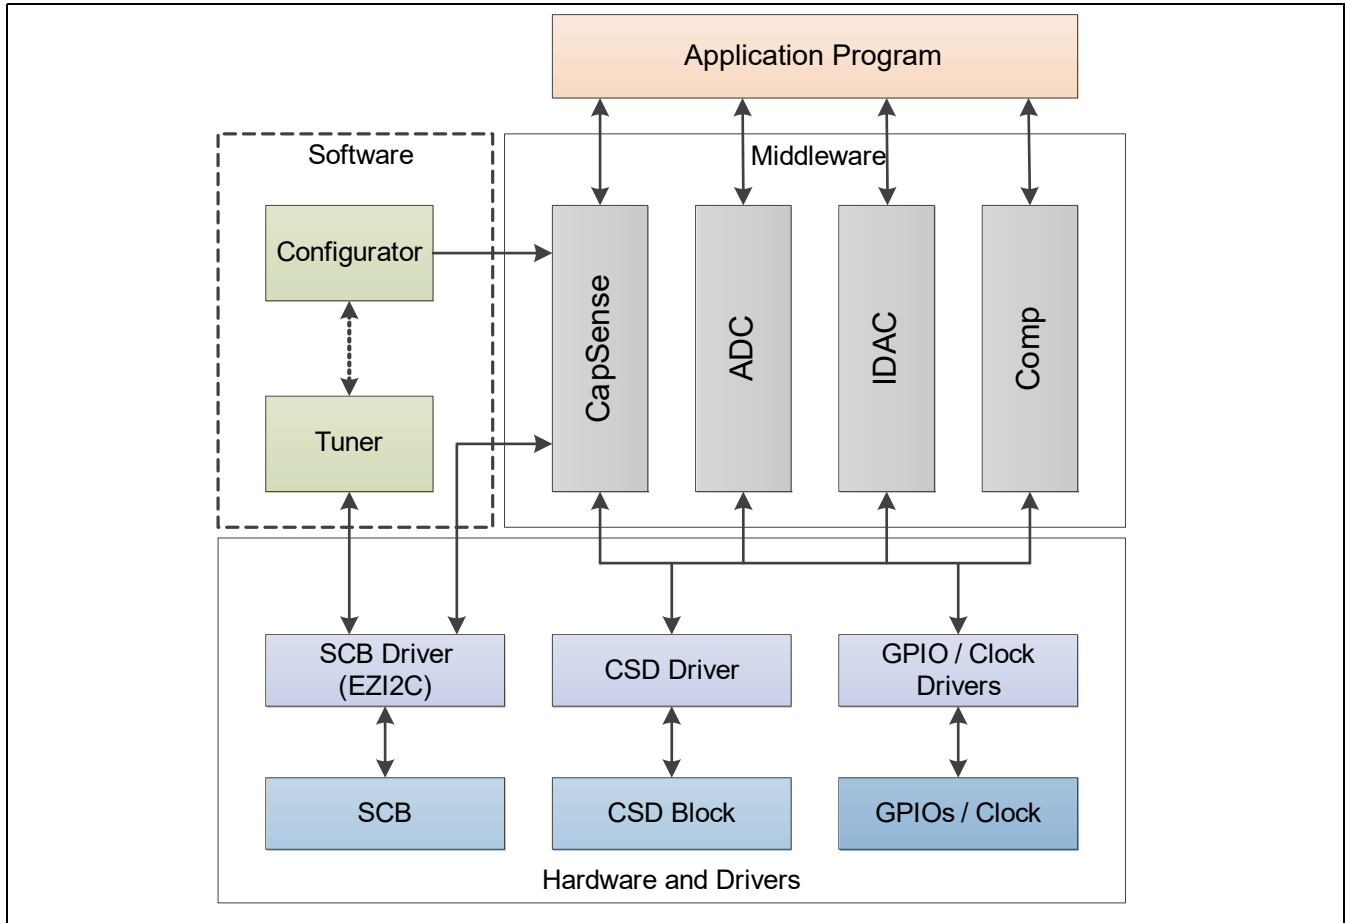 Application Program
Software
Middleware
Configurator
CapSense
ADC
IDAC
Comp
Tuner
SCB Driver
(EZI2C)
CSD Driver
GPIO / Clock
Drivers
SCB
CSD Block
GPIOs / Clock
Hardware and Drivers